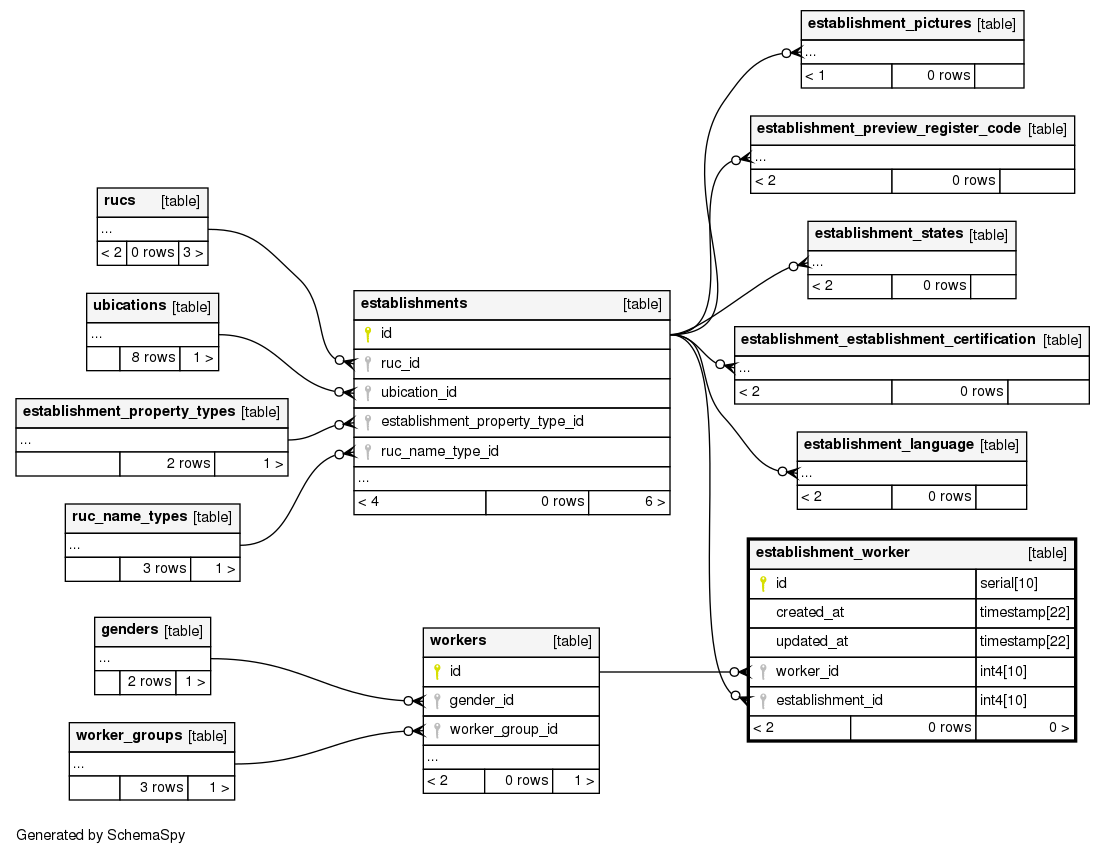 establishment_pictures [table]
...
< 1 0 rows
establishment_preview_register_code [table]
...
< 2 0 rows
rucs [table]
...
< 2 0 rows 3 >
establishment_states [table]
...
< 2 0 rows
ubications [table]
...
8 rows 1 >
establishments [table]
id
ruc_id
ubication_id
establishment_property_type_id
ruc_name_type_id
...
< 4 0 rows 6 >
establishment_establishment_certification [table]
...
< 2 0 rows
establishment_property_types [table]
...
2 rows 1 >
establishment_language [table]
...
< 2 0 rows
ruc_name_types [table]
...
3 rows 1 >
establishment_worker [table]
id serial[10]
created_at timestamp[22]
updated_at timestamp[22]
worker_id int4[10]
establishment_id int4[10]
< 2 0 rows 0 >
genders [table]
...
2 rows 1 >
workers [table]
id
gender_id
worker_group_id
...
< 2 0 rows 1 >
worker_groups [table]
...
3 rows 1 >
Generated by SchemaSpy